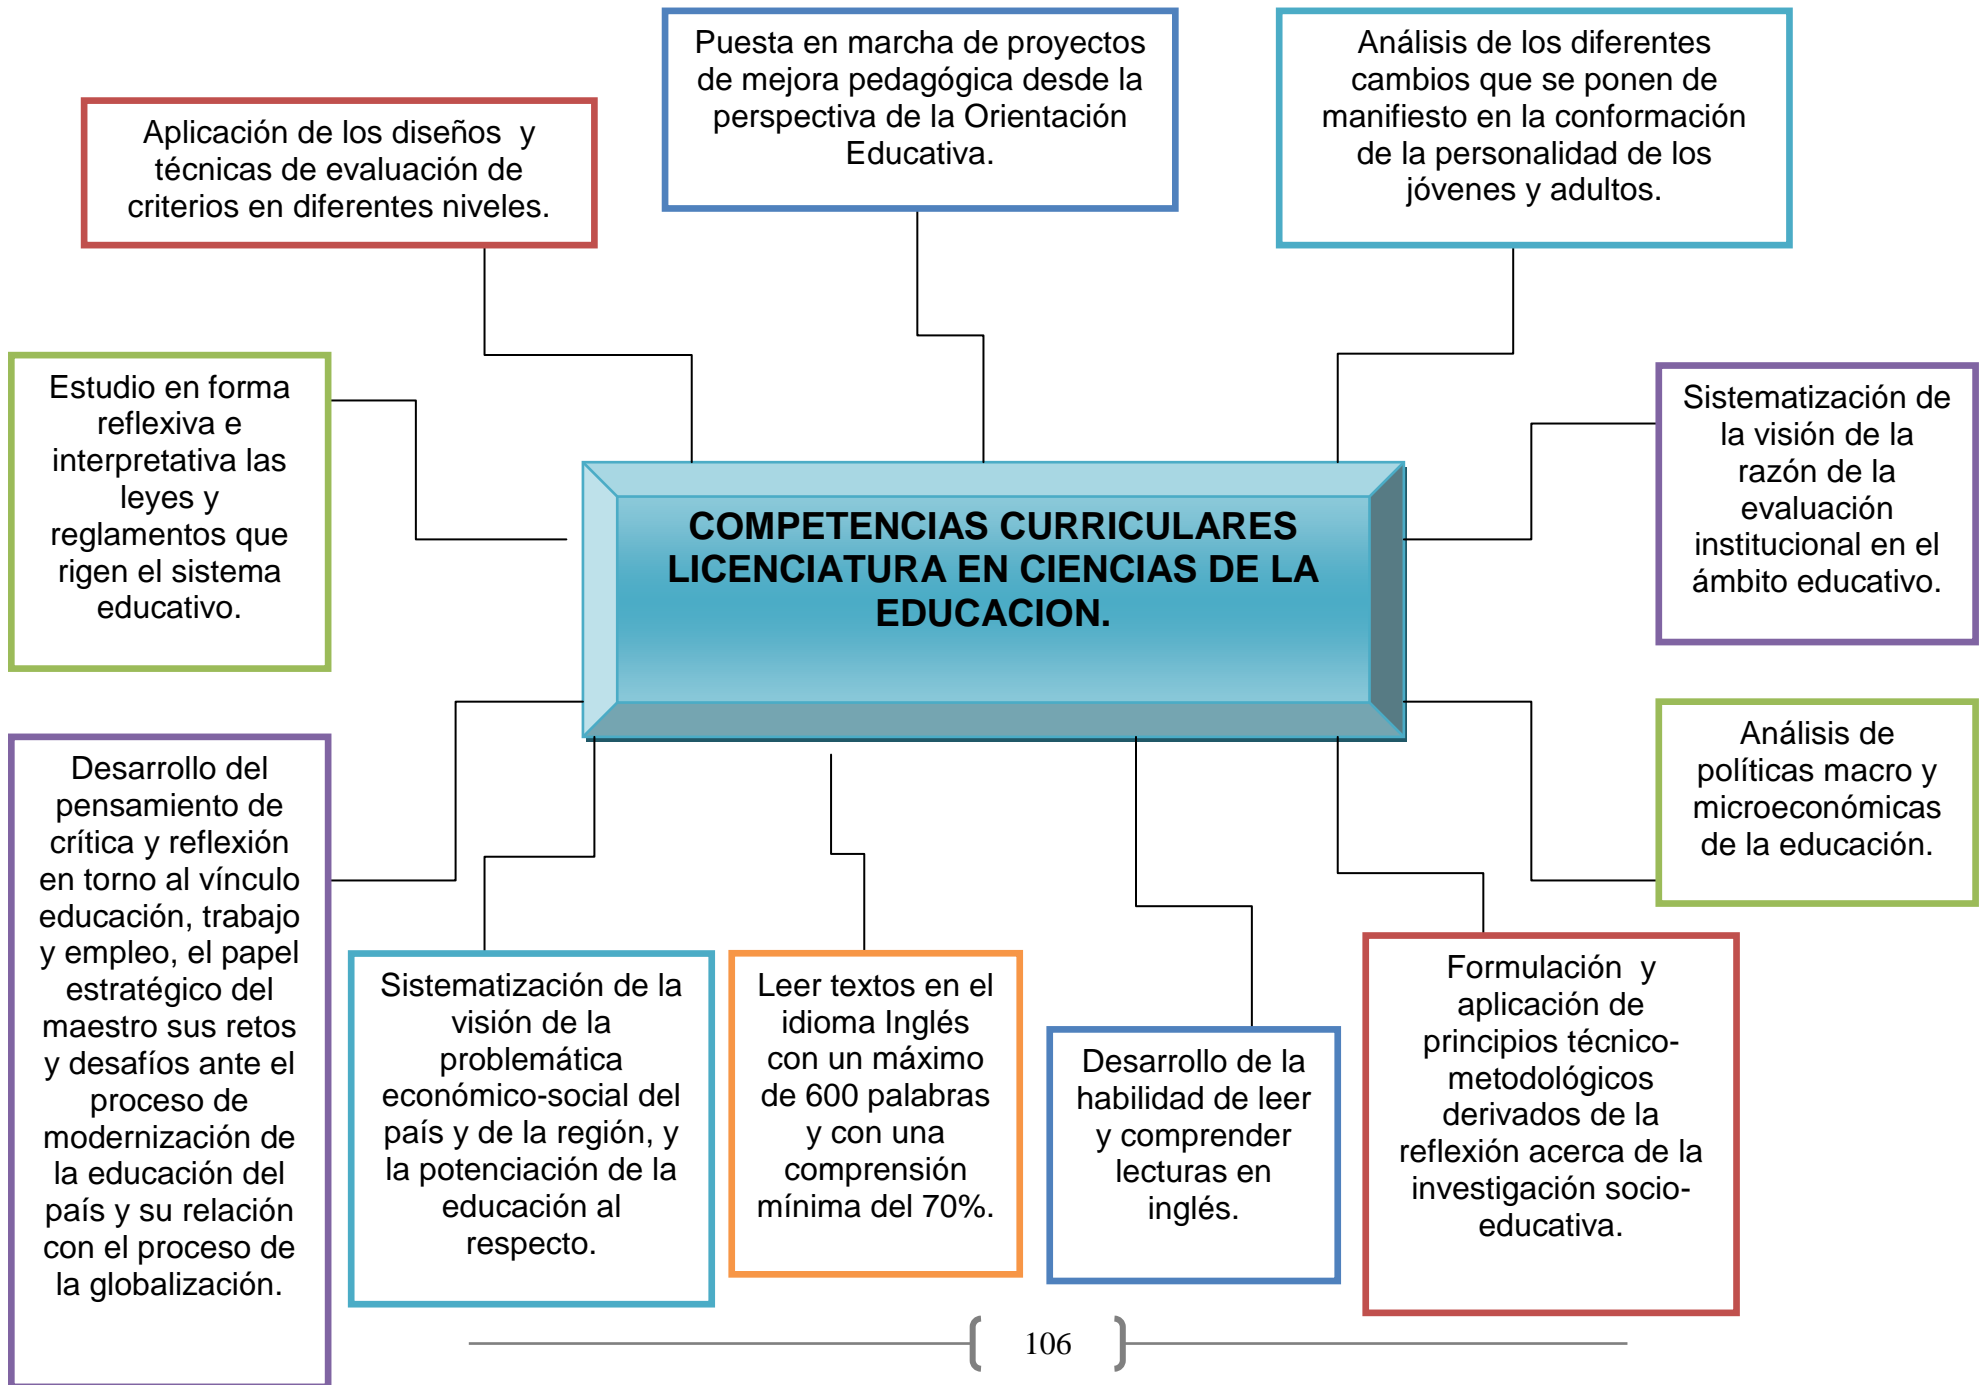 Puesta en marcha de proyectos
de mejora pedagógica desde la
perspectiva de la Orientación
Educativa.
Análisis de los diferentes
cambios que se ponen de
manifiesto en la conformación
de la personalidad de los
jóvenes y adultos.
Aplicación de los diseños  y
técnicas de evaluación de
criterios en diferentes niveles.
Estudio en forma
reflexiva e
interpretativa las
leyes y
reglamentos que
rigen el sistema
educativo.
Sistematización de
la visión de la
razón de la
evaluación
institucional en el
ámbito educativo.
COMPETENCIAS CURRICULARES
LICENCIATURA EN CIENCIAS DE LA
EDUCACION.
Análisis de
políticas macro y
microeconómicas
de la educación.
Desarrollo del
pensamiento de
crítica y reflexión
en torno al vínculo
educación, trabajo
y empleo, el papel
estratégico del
maestro sus retos
y desafíos ante el
proceso de
modernización de
la educación del
país y su relación
con el proceso de
la globalización.
Sistematización de la
visión de la
problemática
económico-social del
país y de la región, y
la potenciación de la
educación al
respecto.
Leer textos en el
idioma Inglés
con un máximo
de 600 palabras
y con una
comprensión
mínima del 70%.
Desarrollo de la
habilidad de leer
y comprender
lecturas en
inglés.
Formulación  y
aplicación de
principios técnico-
metodológicos
derivados de la
reflexión acerca de la
investigación socio-
educativa.
106